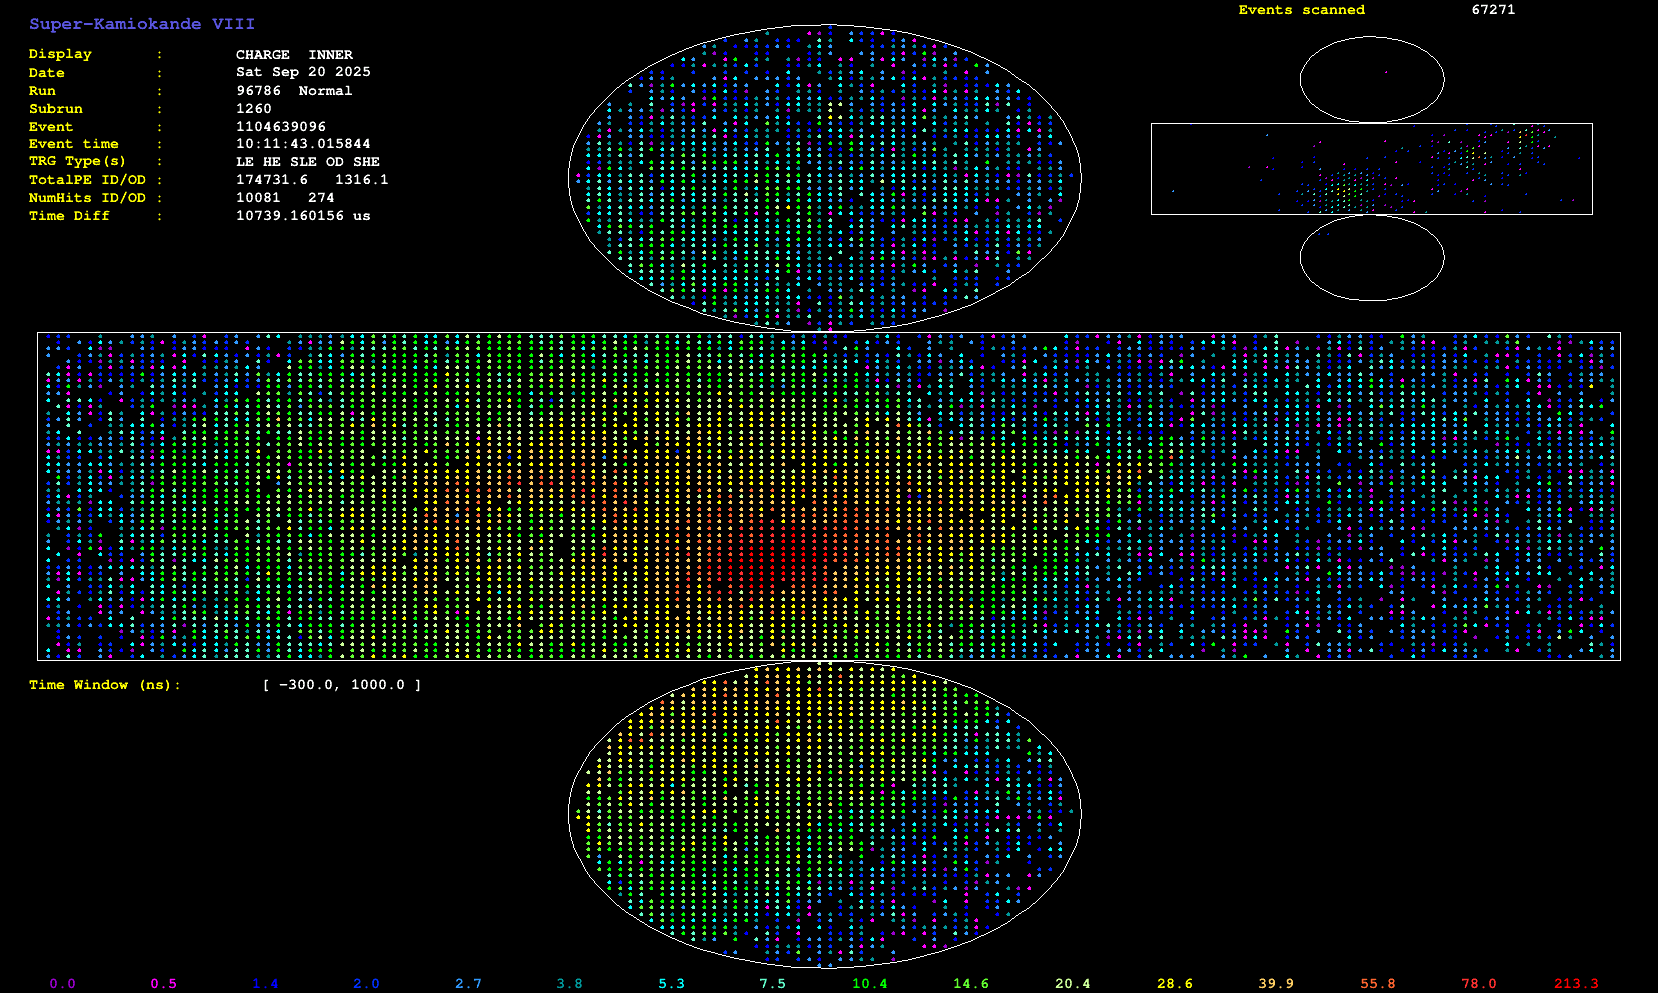 Super-Kamiokande VIII
Events scanned 67271
Display : CHARGE INNER
Date : Sat Sep 20 2025
Run : 96786 Normal
Subrun : 1260
Event : 1104639096
Event time : 10:11:43.015844
TRG Type(s) : LE HE SLE OD SHE
TotalPE ID/OD : 174731.6 1316.1
NumHits ID/OD : 10081 274
Time Diff : 10739.160156 us
Time Window (ns): [ -300.0, 1000.0 ]
0.0 0.5 1.4 2.0 2.7 3.8 5.3 7.5 10.4 14.6 20.4 28.6 39.9 55.8 78.0 213.3